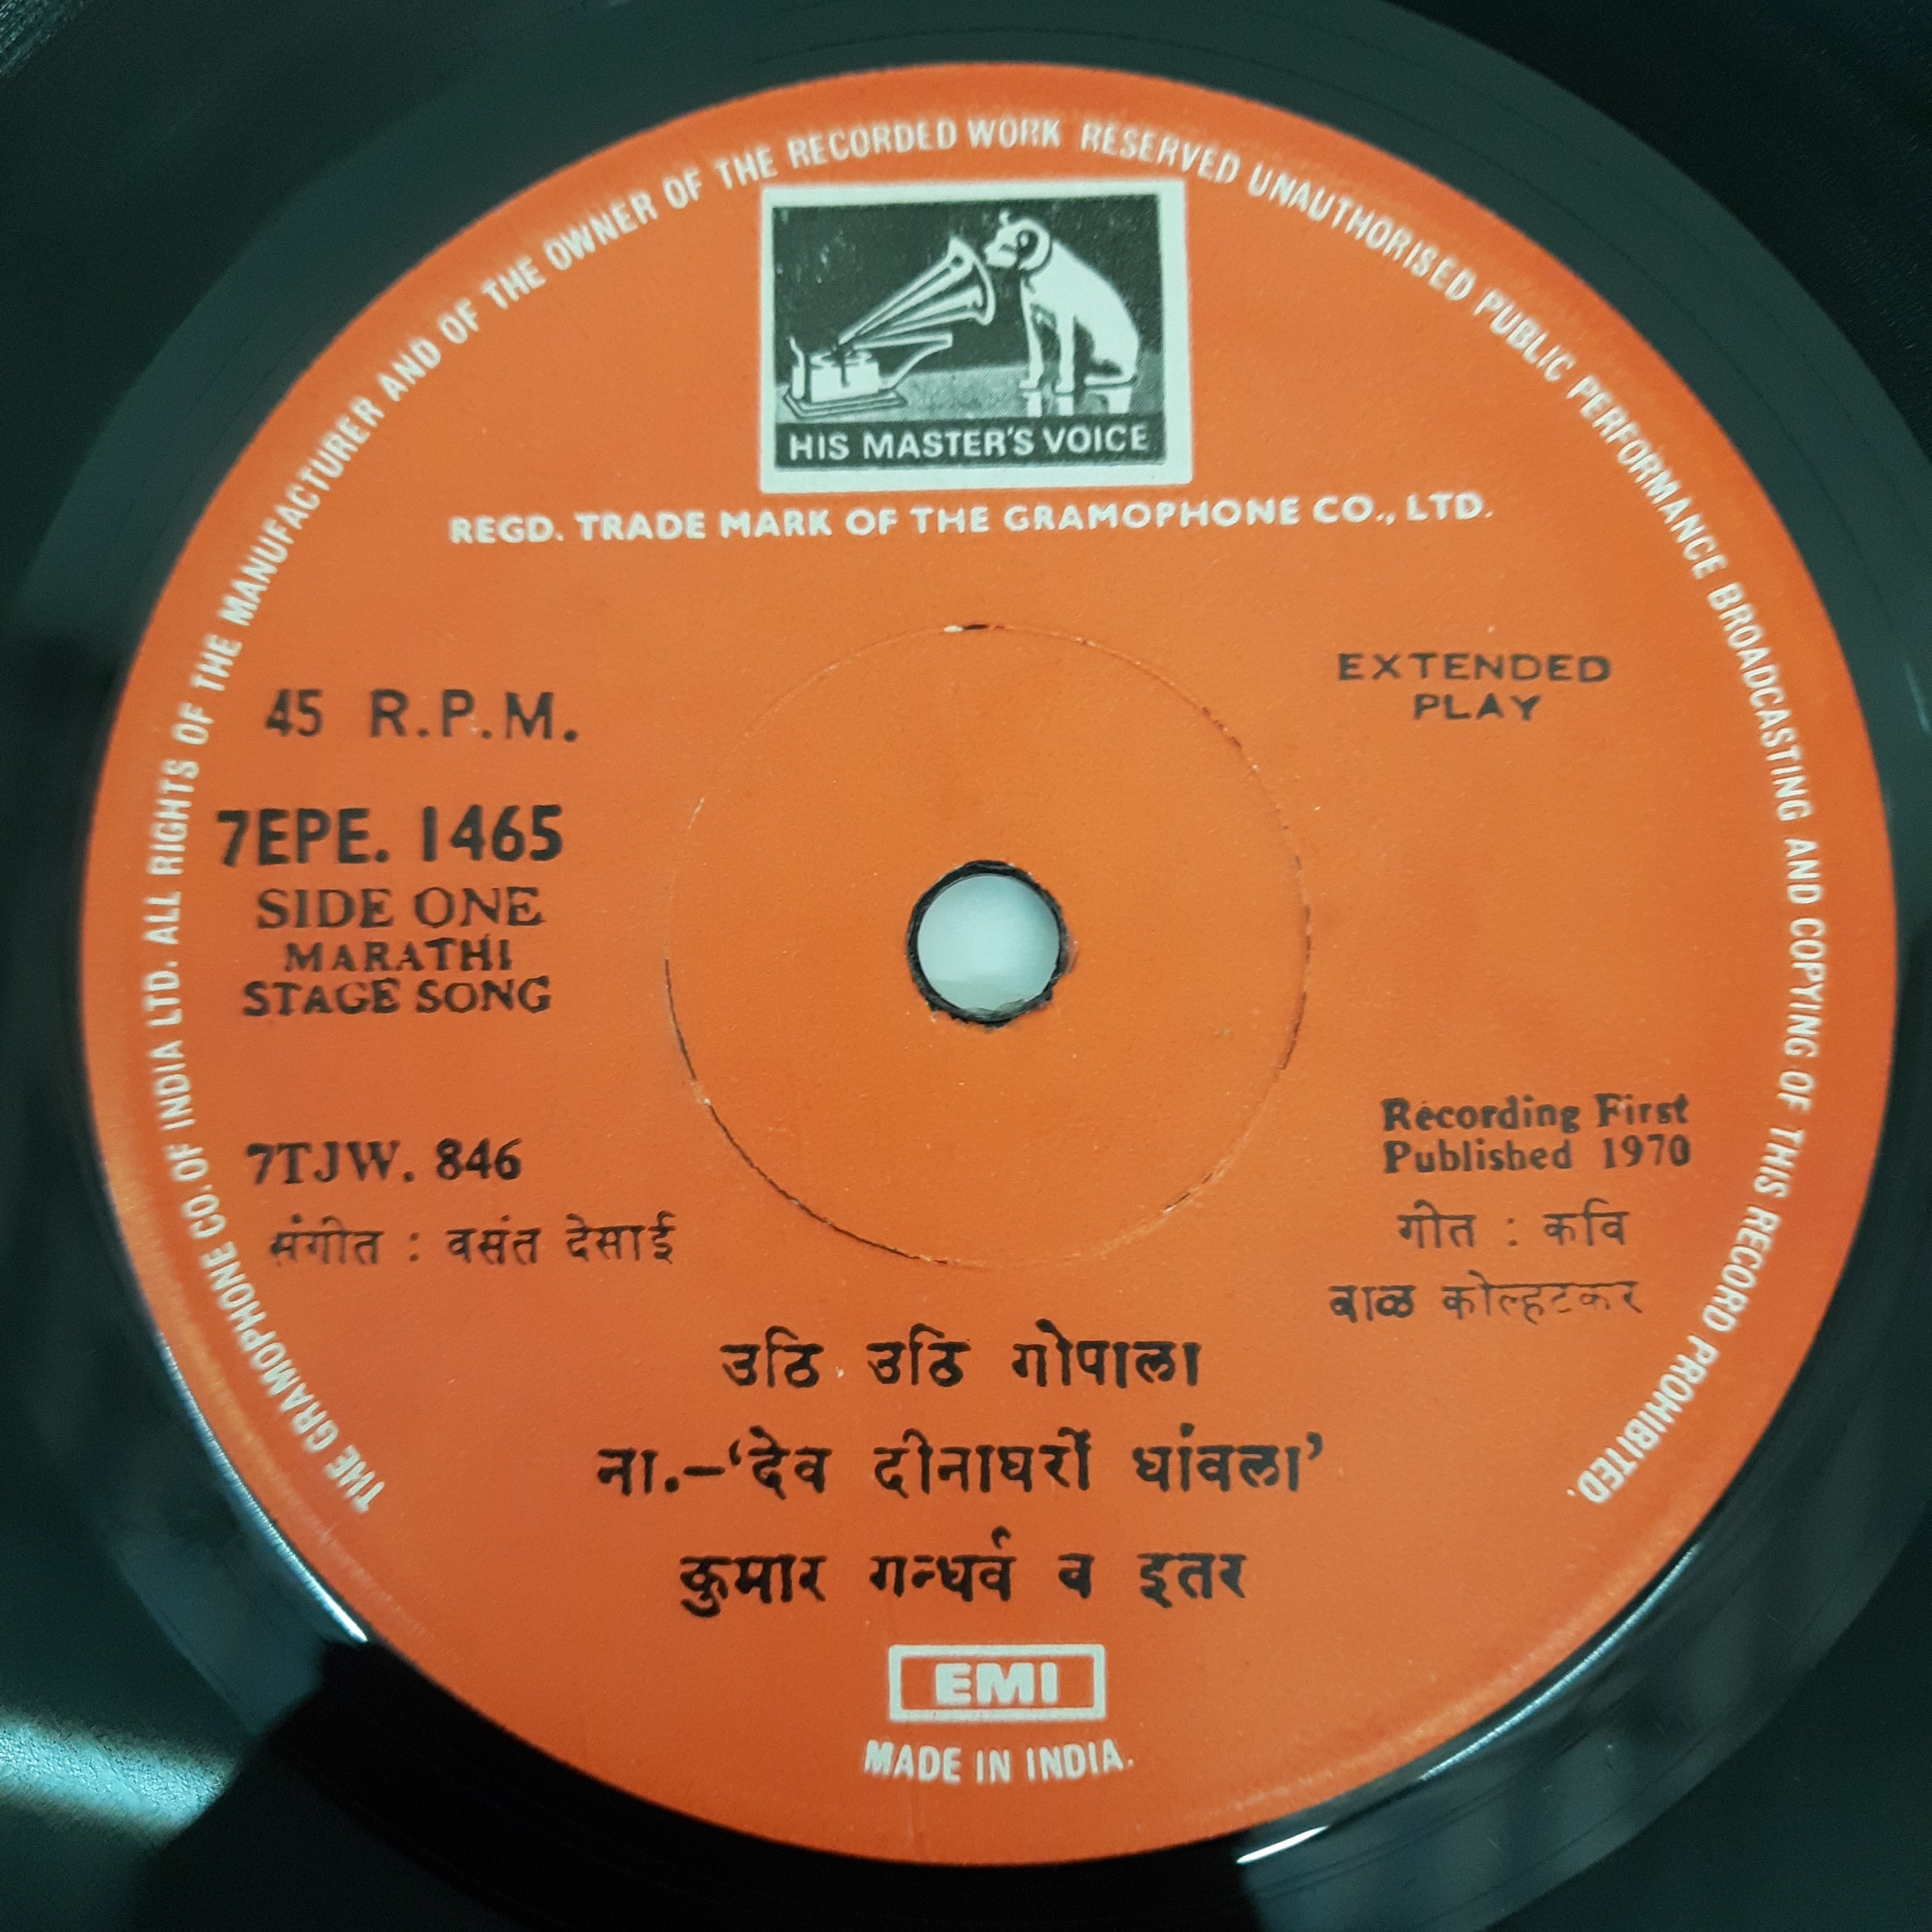 THE GRAMOPHONE CO. OF INDIA LTD. ALL RIGHTS OF THE MANUFACTURER AND OF THE OWNER OF THE RECORDED WORK RESERVED UNAUTHORISED PUBLIC PERFORMANCE BROADCASTING AND COPYING OF THIS RECORD PROHIBITED.
HIS MASTER'S VOICE
REGD. TRADE MARK OF THE GRAMOPHONE CO., LTD.
EXTENDED
PLAY
45 R.P.M.
7EPE. 1465
SIDE ONE
MARATHI
STAGE SONG
Recording First
Published 1970
7TJW. 846
गीत : कवि
बाळ कोल्हटकर
संगीत : वसंत देसाई
उठि उठि गोपाला
ना.–‘देव दीनाघरीं धांवला’
कुमार गन्धर्व व इतर
EMI
MADE IN INDIA.